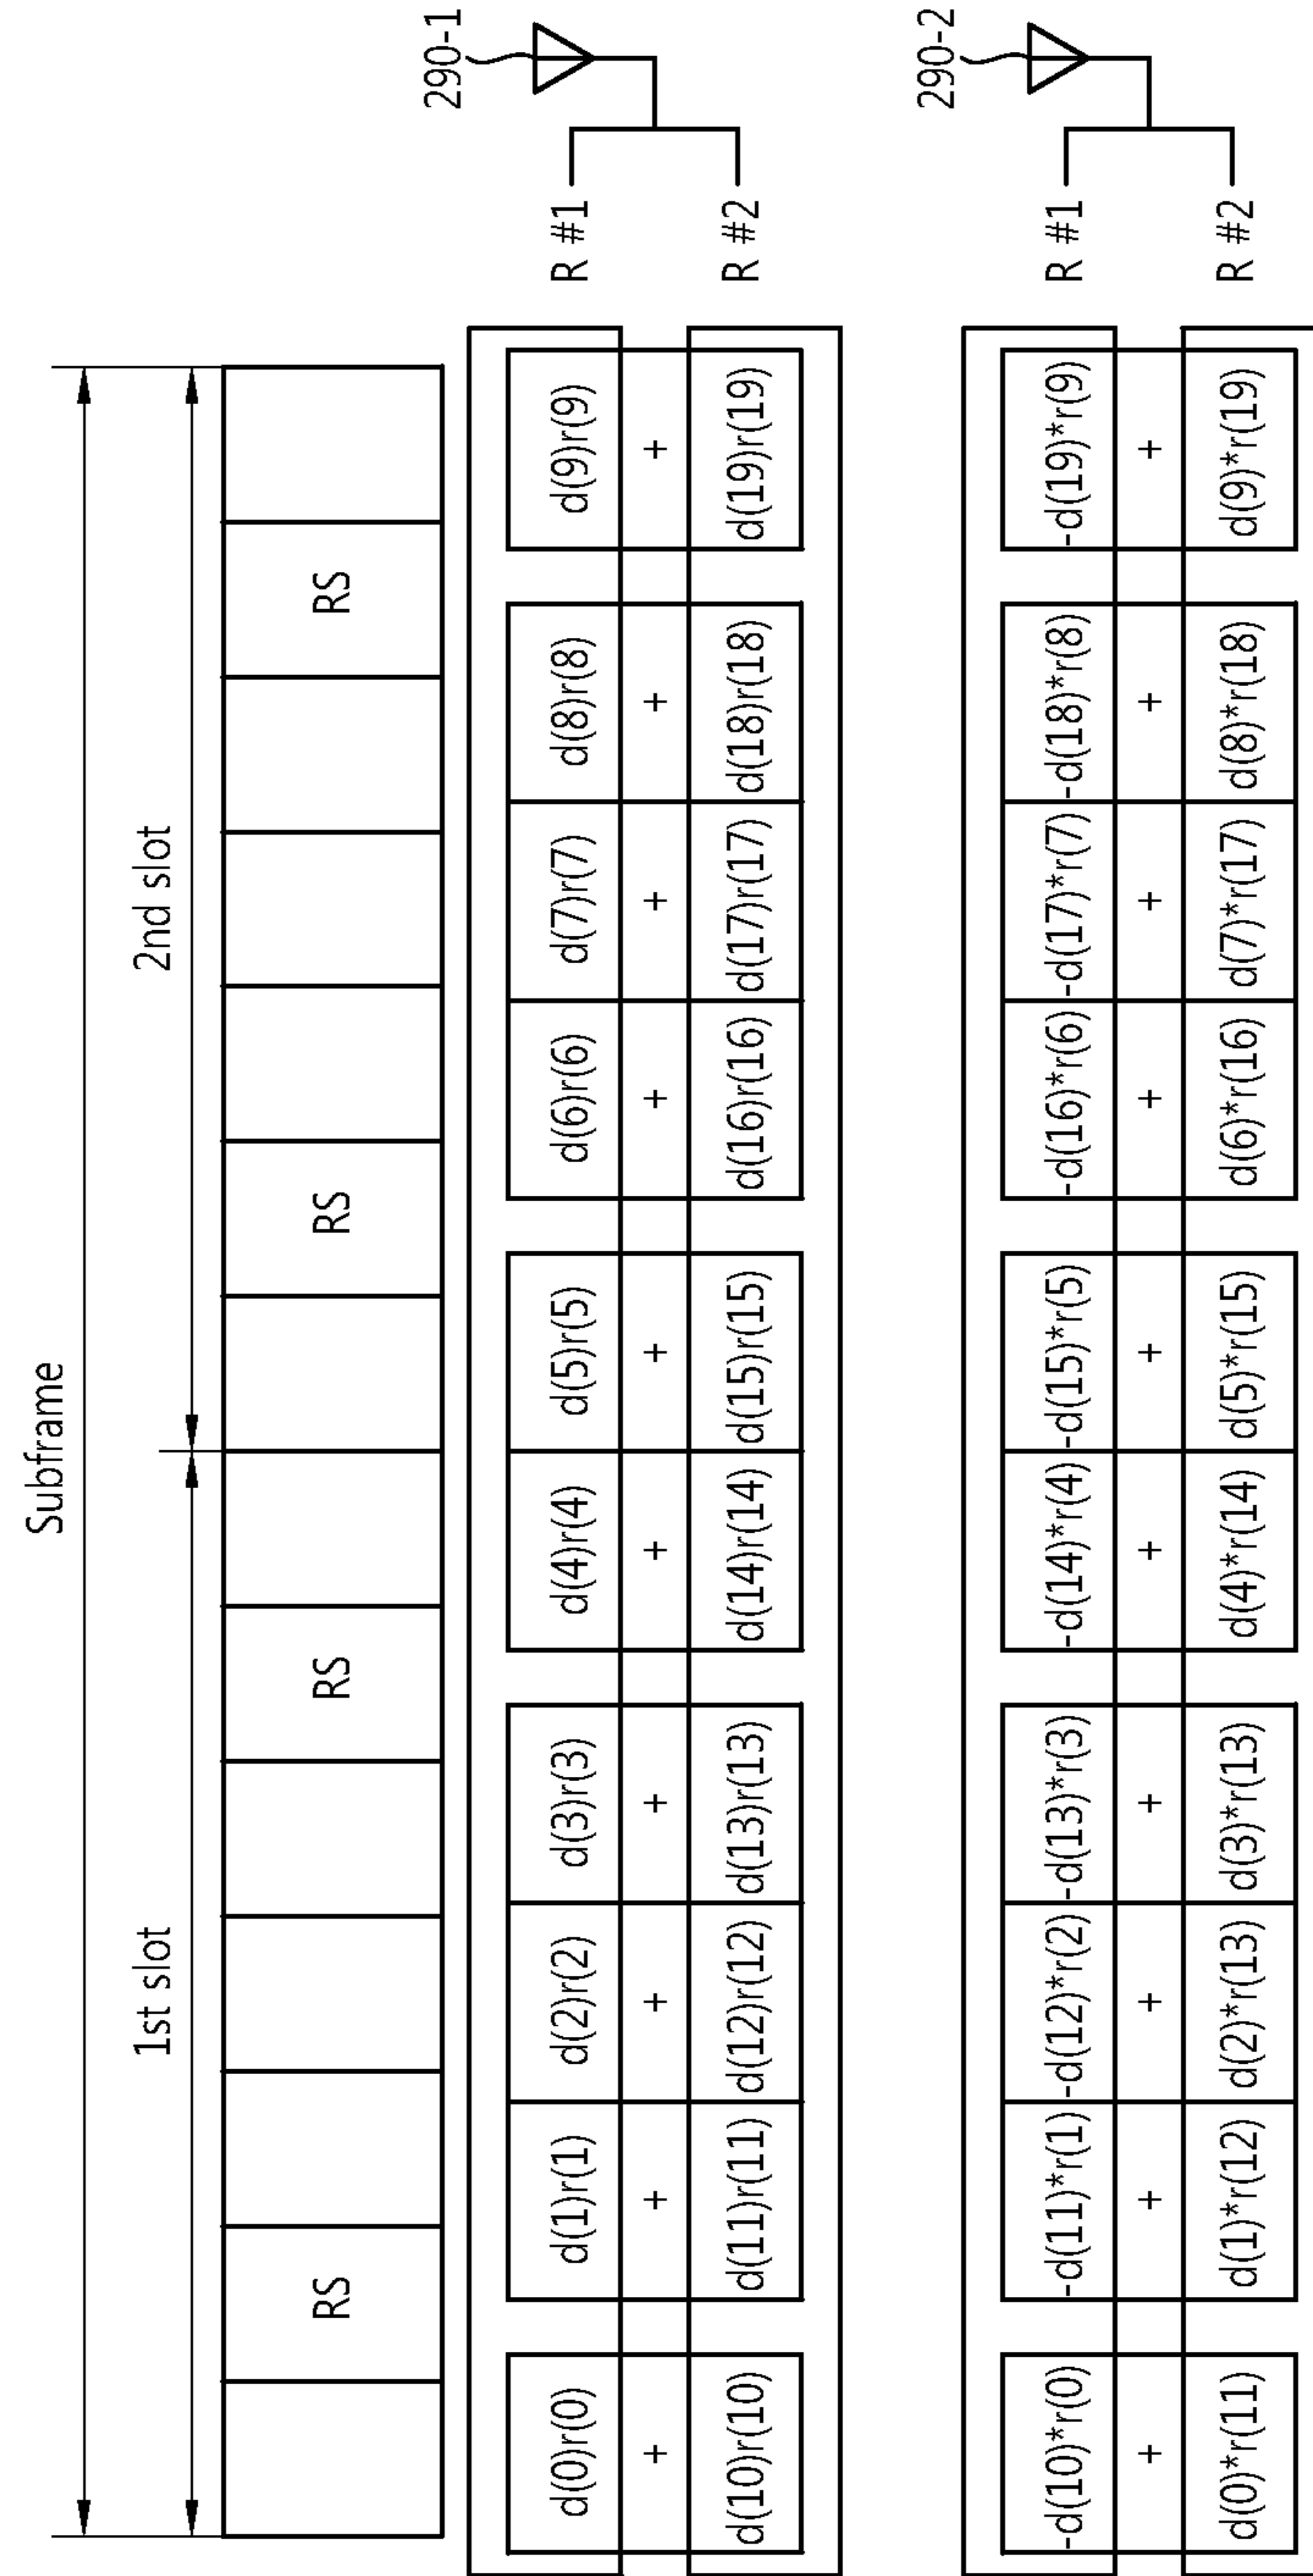 Subframe
1st slot 2nd slot
RS RS RS RS
d(0)r(0) d(1)r(1) d(2)r(2) d(3)r(3) d(4)r(4) d(5)r(5) d(6)r(6) d(7)r(7) d(8)r(8) d(9)r(9) R #1 290-1
+ + + + + + + + + +
d(10)r(10) d(11)r(11) d(12)r(12) d(13)r(13) d(14)r(14) d(15)r(15) d(16)r(16) d(17)r(17) d(18)r(18) d(19)r(19) R #2
-d(10)*r(0) -d(11)*r(1) -d(12)*r(2) -d(13)*r(3) -d(14)*r(4) -d(15)*r(5) -d(16)*r(6) -d(17)*r(7) -d(18)*r(8) -d(19)*r(9) R #1 290-2
+ + + + + + + + + +
d(0)*r(11) d(1)*r(12) d(2)*r(13) d(3)*r(13) d(4)*r(14) d(5)*r(15) d(6)*r(16) d(7)*r(17) d(8)*r(18) d(9)*r(19) R #2